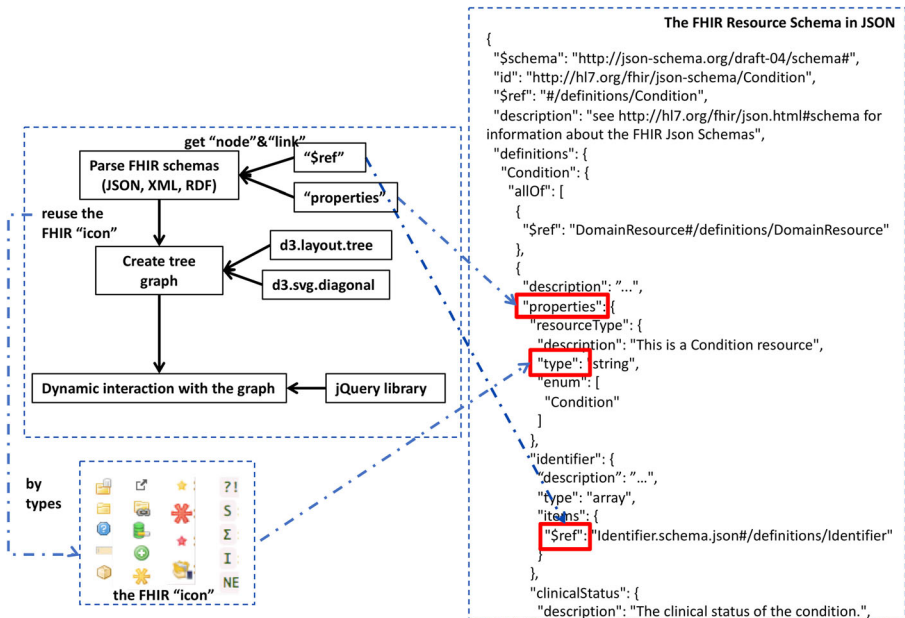 get “node”&“link”
Parse FHIR schemas
(JSON, XML, RDF)
“$ref”
“properties”
reuse the
FHIR “icon”
Create tree
graph
d3.layout.tree
d3.svg.diagonal
Dynamic interaction with the graph
jQuery library
by
types
?!
S
Σ
I
NE
the FHIR “icon”
The FHIR Resource Schema in JSON
{
"$schema": "http://json-schema.org/draft-04/schema#",
"id": "http://hl7.org/fhir/json-schema/Condition",
"$ref": "#/definitions/Condition",
"description": "see http://hl7.org/fhir/json.html#schema for
information about the FHIR Json Schemas",
"definitions": {
"Condition": {
"allOf": [
{
"$ref": "DomainResource#/definitions/DomainResource"
},
{
"description": ”...",
"properties": {
"resourceType": {
"description": "This is a Condition resource",
"type": "string",
"enum": [
"Condition"
]
},
"identifier": {
“description”: ”...",
"type": "array",
"items": {
"$ref": "Identifier.schema.json#/definitions/Identifier"
}
},
"clinicalStatus": {
"description": "The clinical status of the condition.",